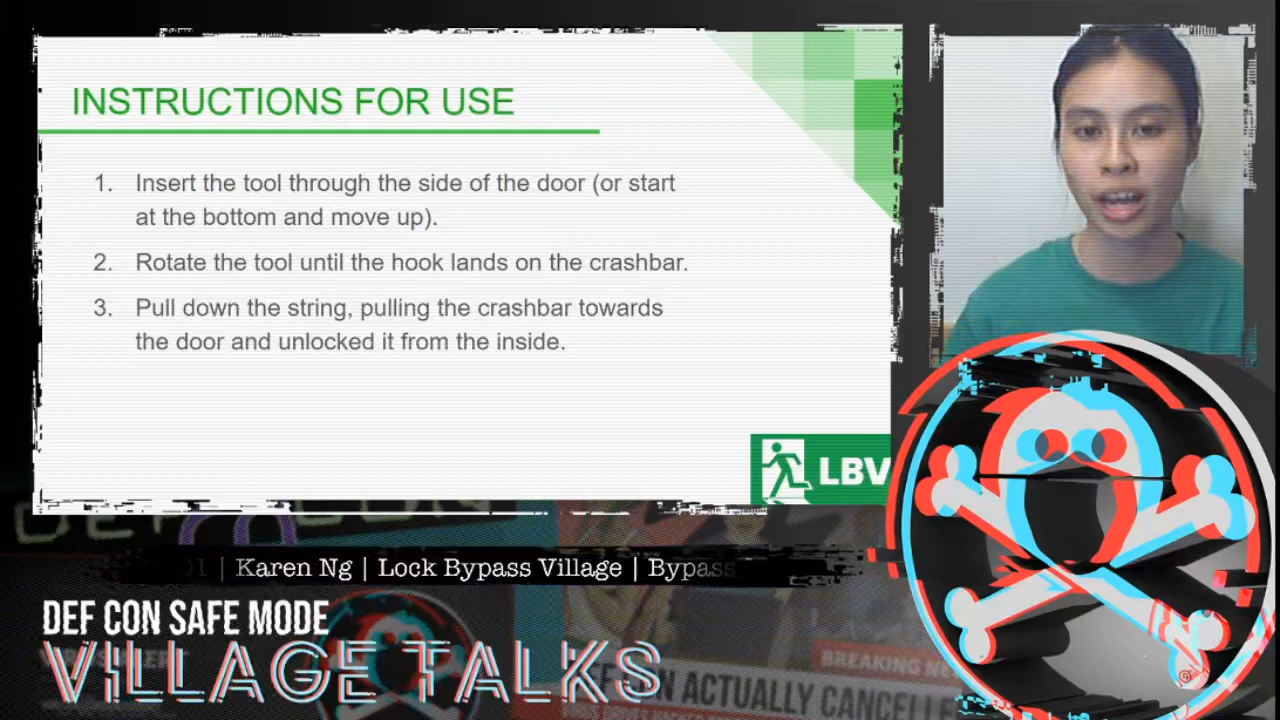 INSTRUCTIONS FOR USE
1. Insert the tool through the side of the door (or start
at the bottom and move up).
2. Rotate the tool until the hook lands on the crashbar.
3. Pull down the string, pulling the crashbar towards
the door and unlocked it from the inside.
LBV
| Karen Ng | Lock Bypass Village | Bypass
DEF CON SAFE MODE
VILLAGE TALKS
BREAKING NE
CON ACTUALLY CANCELLE